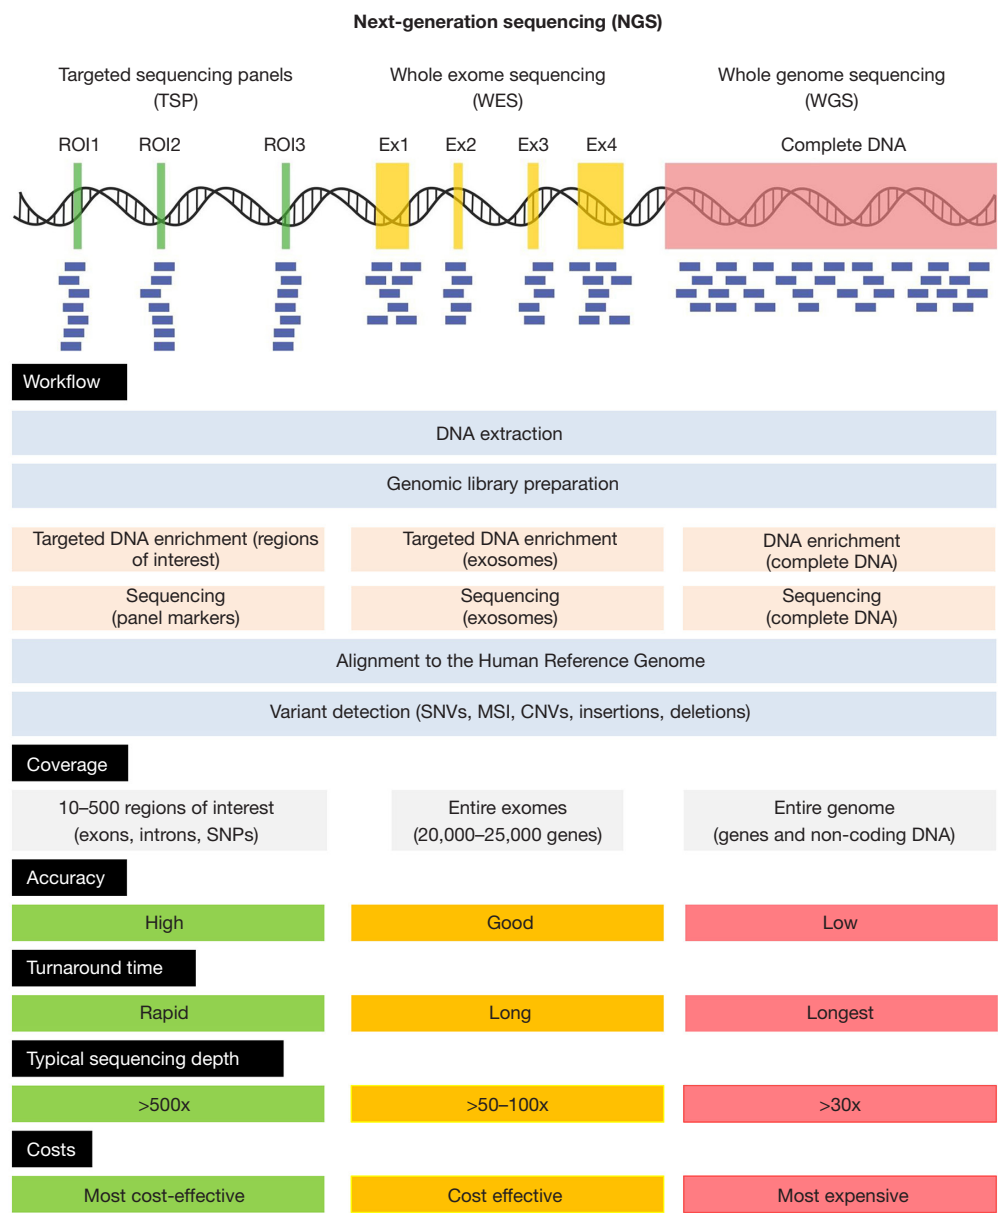 Next-generation sequencing (NGS)
Targeted sequencing panels
(TSP)
Whole exome sequencing
(WES)
Whole genome sequencing
(WGS)
ROI1
ROI2
ROI3
Ex1
Ex2
Ex3
Ex4
Complete DNA
Workflow
DNA extraction
Genomic library preparation
Targeted DNA enrichment (regions
of interest)
Targeted DNA enrichment
(exosomes)
DNA enrichment
(complete DNA)
Sequencing
(panel markers)
Sequencing
(exosomes)
Sequencing
(complete DNA)
Alignment to the Human Reference Genome
Variant detection (SNVs, MSI, CNVs, insertions, deletions)
Coverage
10–500 regions of interest
(exons, introns, SNPs)
Entire exomes
(20,000–25,000 genes)
Entire genome
(genes and non-coding DNA)
Accuracy
High
Good
Low
Turnaround time
Rapid
Long
Longest
Typical sequencing depth
>500x
>50–100x
>30x
Costs
Most cost-effective
Cost effective
Most expensive